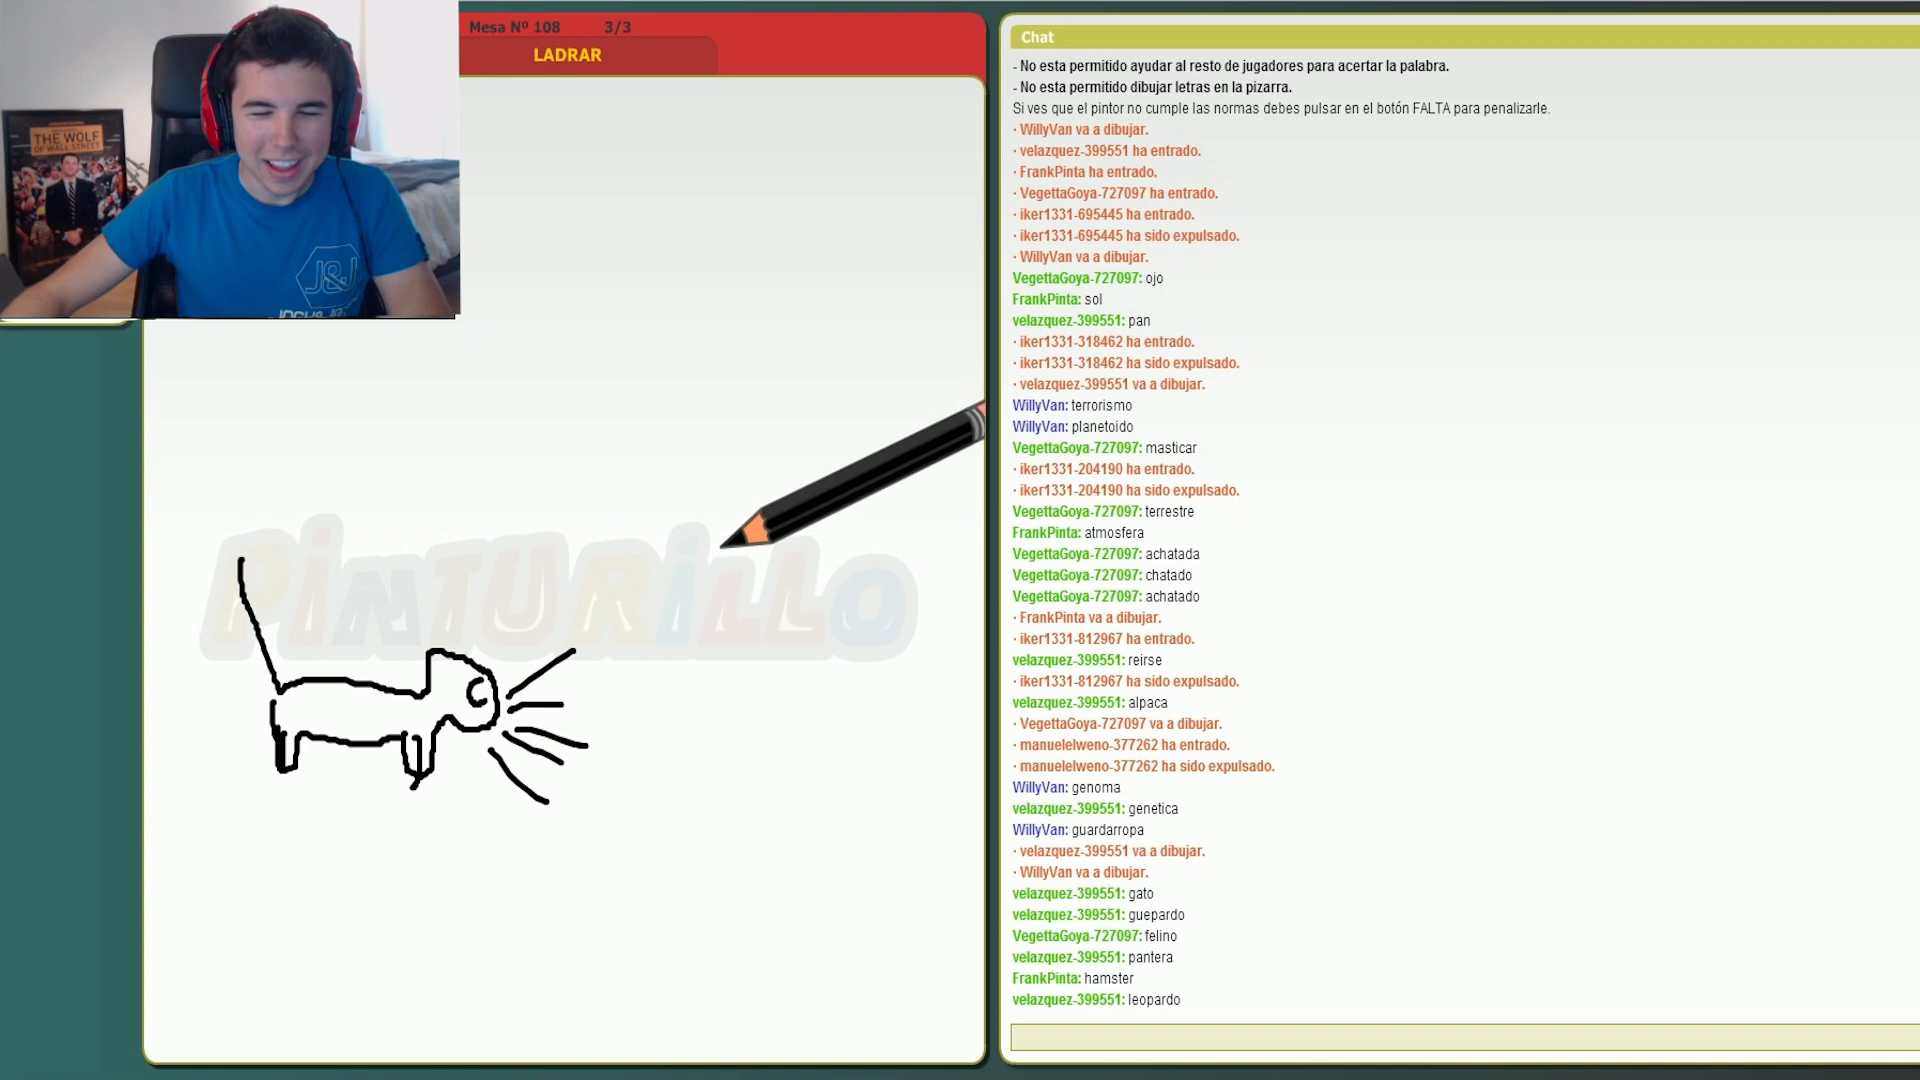 Mesa Nº 108 3/3
LADRAR
THE WOLF
OF WALL STREET
J&J
PINTURILLO
Chat
- No esta permitido ayudar al resto de jugadores para acertar la palabra.
- No esta permitido dibujar letras en la pizarra.
Si ves que el pintor no cumple las normas debes pulsar en el botón FALTA para penalizarle.
· WillyVan va a dibujar.
· velazquez-399551 ha entrado.
· FrankPinta ha entrado.
· VegettaGoya-727097 ha entrado.
· iker1331-695445 ha entrado.
· iker1331-695445 ha sido expulsado.
· WillyVan va a dibujar.
VegettaGoya-727097: ojo
FrankPinta: sol
velazquez-399551: pan
· iker1331-318462 ha entrado.
· iker1331-318462 ha sido expulsado.
· velazquez-399551 va a dibujar.
WillyVan: terrorismo
WillyVan: planetoido
VegettaGoya-727097: masticar
· iker1331-204190 ha entrado.
· iker1331-204190 ha sido expulsado.
VegettaGoya-727097: terrestre
FrankPinta: atmosfera
VegettaGoya-727097: achatada
VegettaGoya-727097: chatado
VegettaGoya-727097: achatado
· FrankPinta va a dibujar.
· iker1331-812967 ha entrado.
velazquez-399551: reirse
· iker1331-812967 ha sido expulsado.
velazquez-399551: alpaca
· VegettaGoya-727097 va a dibujar.
· manuelelweno-377262 ha entrado.
· manuelelweno-377262 ha sido expulsado.
WillyVan: genoma
velazquez-399551: genetica
WillyVan: guardarropa
· velazquez-399551 va a dibujar.
· WillyVan va a dibujar.
velazquez-399551: gato
velazquez-399551: guepardo
VegettaGoya-727097: felino
velazquez-399551: pantera
FrankPinta: hamster
velazquez-399551: leopardo